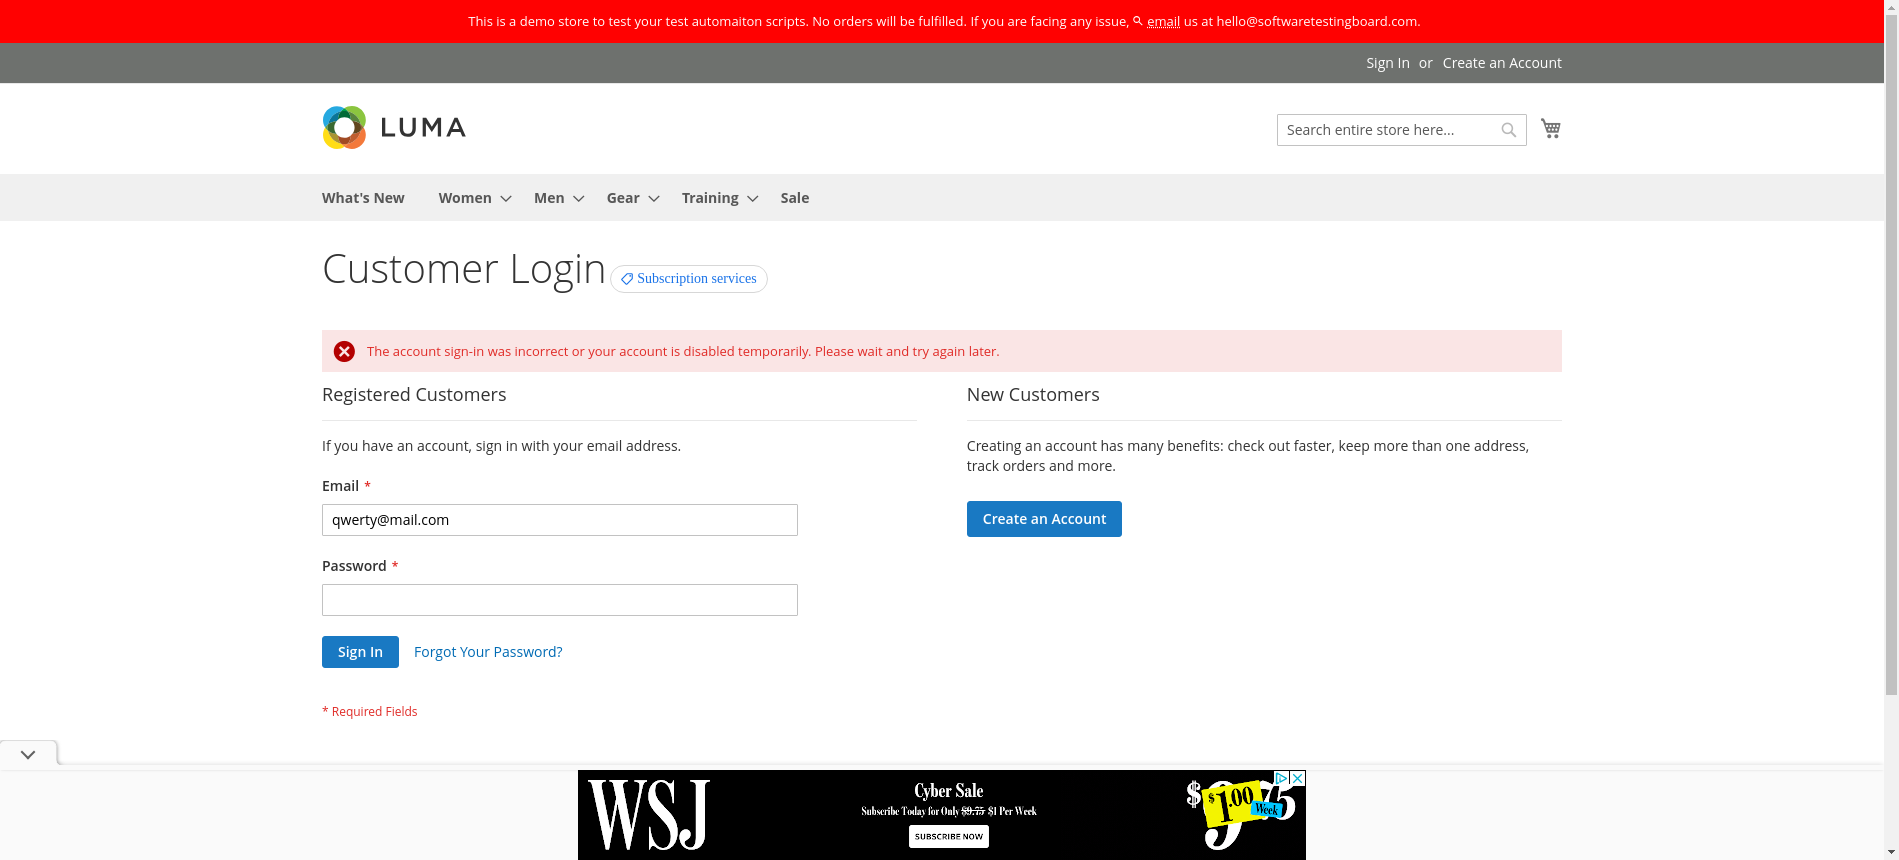 This is a demo store to test your test automaiton scripts. No orders will be fulfilled. If you are facing any issue, email us at hello@softwaretestingboard.com.
Sign In or Create an Account
LUMA
Search entire store here...
What's New Women Men Gear Training Sale
Customer Login Subscription services
The account sign-in was incorrect or your account is disabled temporarily. Please wait and try again later.
Registered Customers
If you have an account, sign in with your email address.
Email *
qwerty@mail.com
Password *
Sign In Forgot Your Password?
* Required Fields
New Customers
Creating an account has many benefits: check out faster, keep more than one address,
track orders and more.
Create an Account
WSJ
Cyber Sale
Subscribe Today for Only $9.75 $1 Per Week
SUBSCRIBE NOW
$1.00
Week